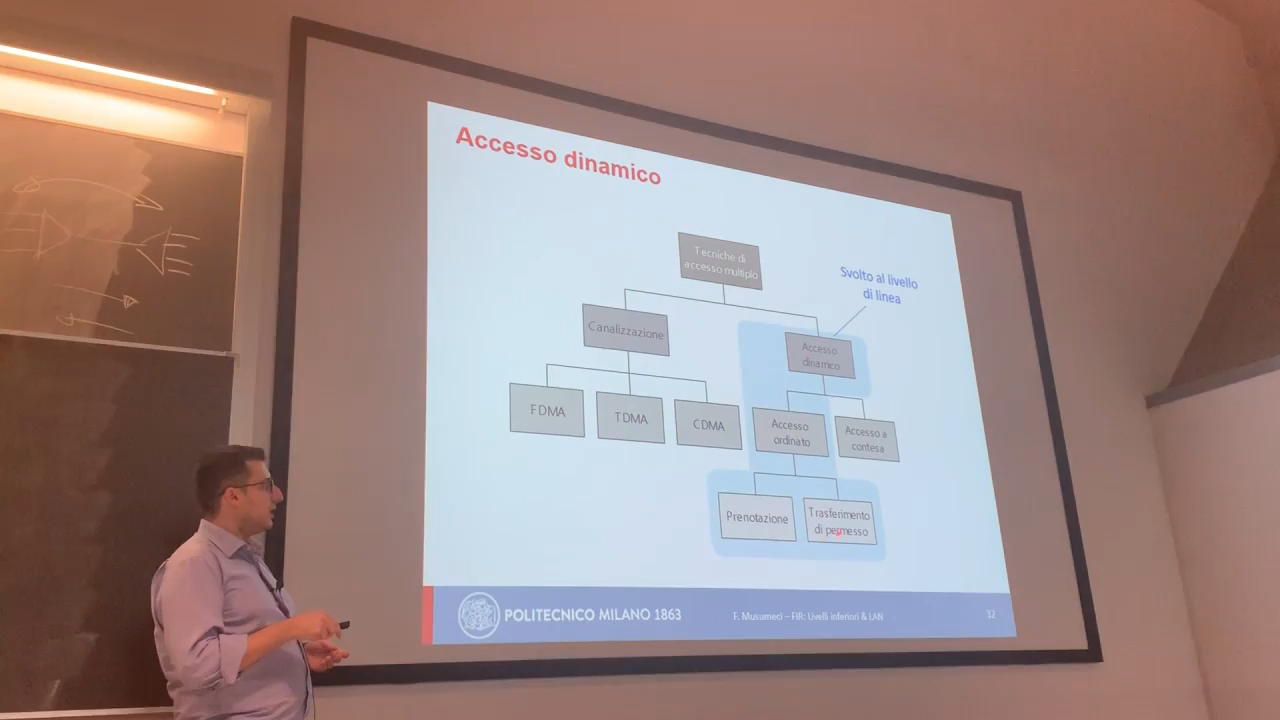 Accesso dinamico
Tecniche di
accesso multiplo
Svolto al livello
di linea
Canalizzazione
Accesso
dinamico
FDMA
TDMA
CDMA
Accesso
ordinato
Accesso a
contesa
Prenotazione
Trasferimento
di permesso
POLITECNICO MILANO 1863
F. Musumeci – FIR: Livelli inferiori & LAN
32